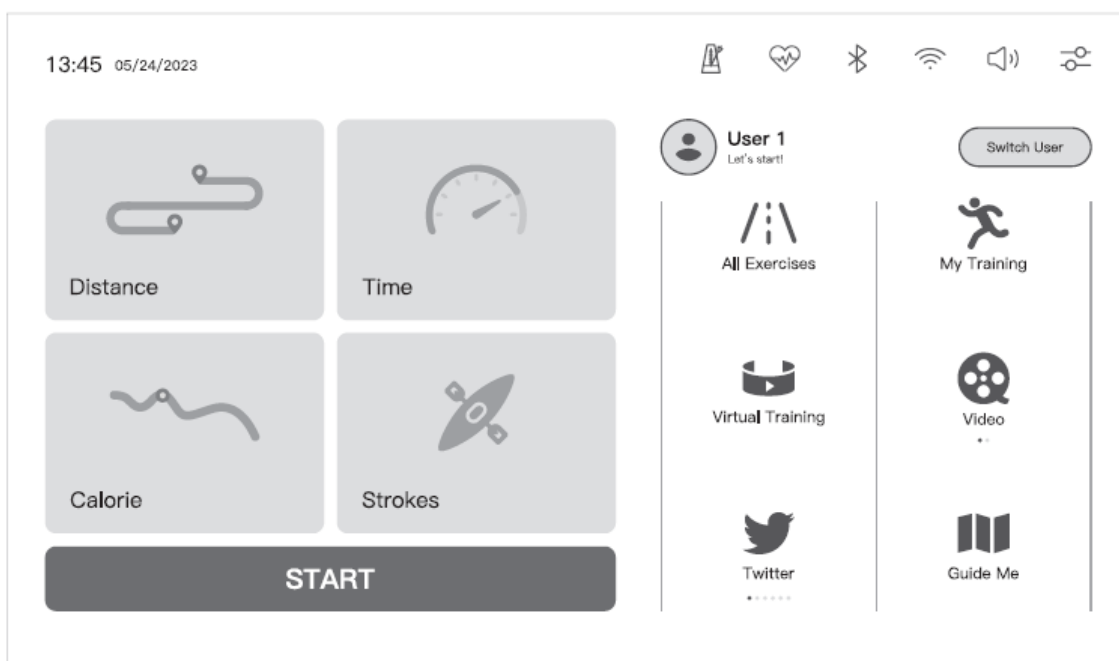 13:45 05/24/2023
User 1
Let's start!
Switch User
Distance
Time
All Exercises
My Training
Virtual Training
Video
Calorie
Strokes
START
Twitter
Guide Me